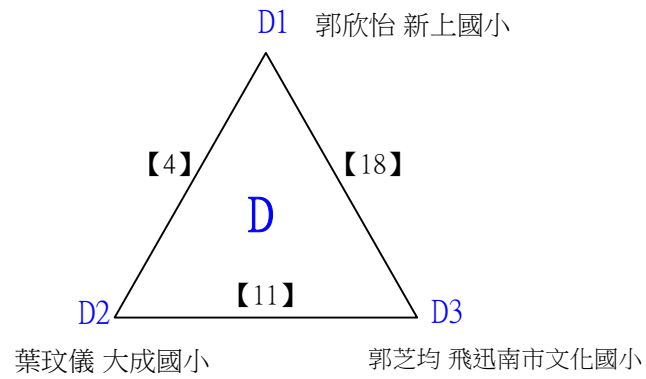 D1 郭欣怡 新上國小
【4】 【18】
D
【11】
D2 D3
葉玟儀 大成國小 郭芝均 飛迅南市文化國小